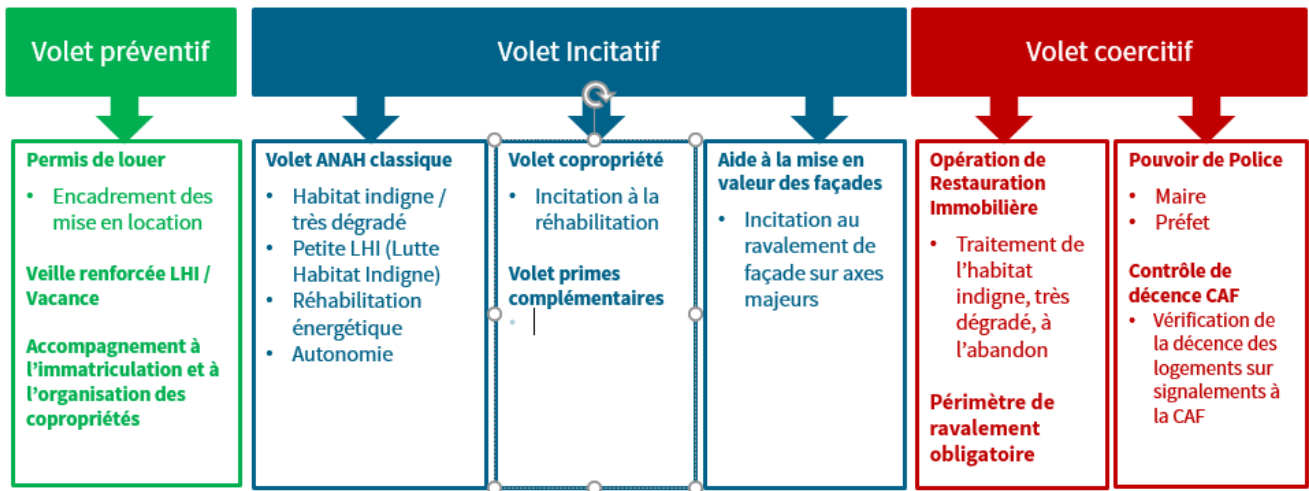 Volet préventif
Volet Incitatif
Volet coercitif
Permis de louer
• Encadrement des
mise en location
Veille renforcée LHI /
Vacance
Accompagnement à
l’immatriculation et à
l’organisation des
copropriétés
Volet ANAH classique
• Habitat indigne /
très dégradé
• Petite LHI (Lutte
Habitat Indigne)
• Réhabilitation
énergétique
• Autonomie
Volet copropriété
• Incitation à la
réhabilitation
Volet primes
complémentaires
•
Aide à la mise en
valeur des façades
• Incitation au
ravalement de
façade sur axes
majeurs
Opération de
Restauration
Immobilière
• Traitement de
l’habitat
indigne, très
dégradé, à
l’abandon
Périmètre de
ravalement
obligatoire
Pouvoir de Police
• Maire
• Préfet
Contrôle de
décence CAF
• Vérification de
la décence des
logements sur
signalements à
la CAF